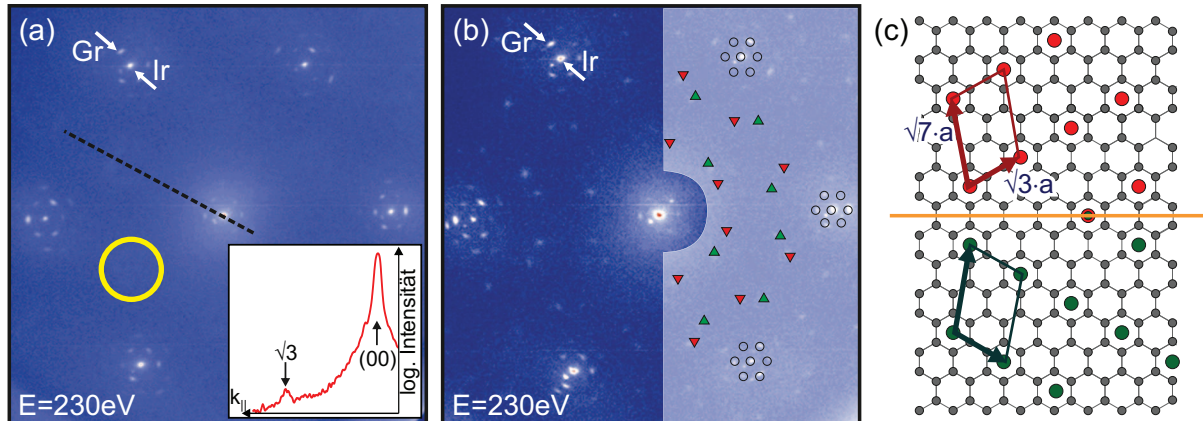 (a)
Gr
Ir
E=230eV
√3
(00)
k||
log. Intensität
(b)
Gr
Ir
E=230eV
(c)
√7·a
√3·a